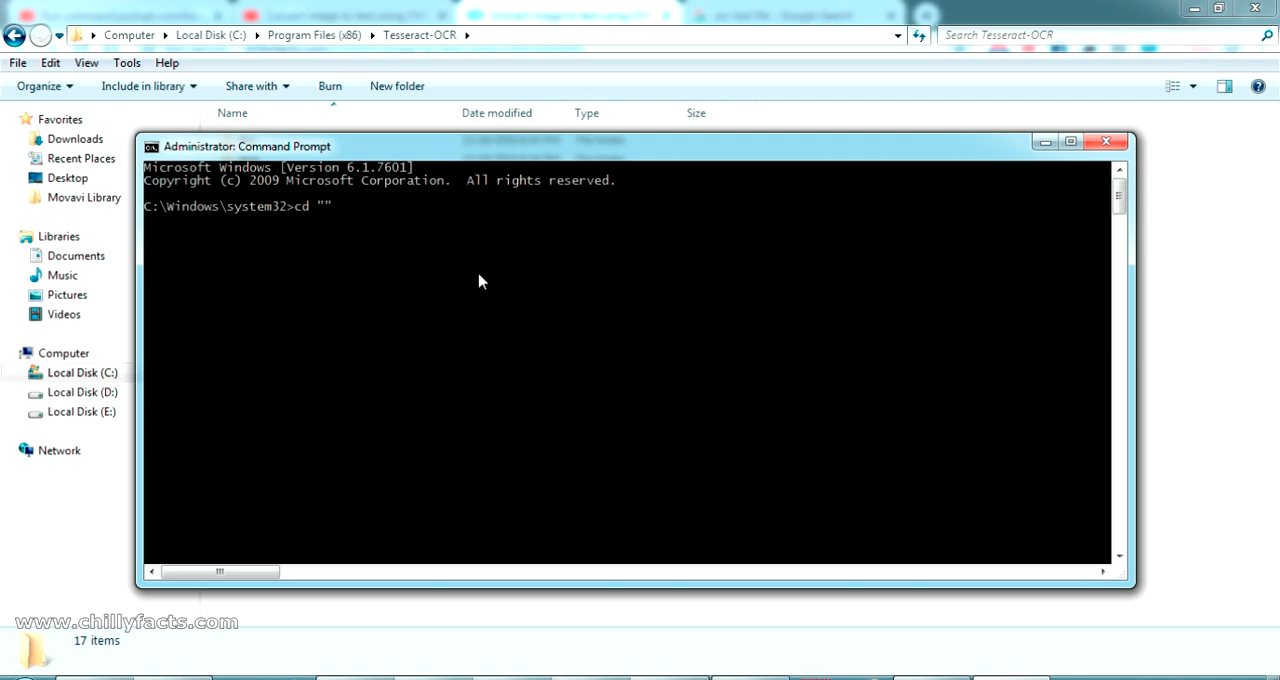 Computer Local Disk (C:) Program Files (x86) Tesseract-OCR
Search Tesseract-OCR
File Edit View Tools Help
Organize Include in library Share with Burn New folder
Name Date modified Type Size
Favorites
Downloads
Recent Places
Desktop
Movavi Library
Libraries
Documents
Music
Pictures
Videos
Computer
Local Disk (C:)
Local Disk (D:)
Local Disk (E:)
Network
Administrator: Command Prompt
Microsoft Windows [Version 6.1.7601]
Copyright (c) 2009 Microsoft Corporation. All rights reserved.
C:\Windows\system32>cd ""
www.chillyfacts.com
17 items